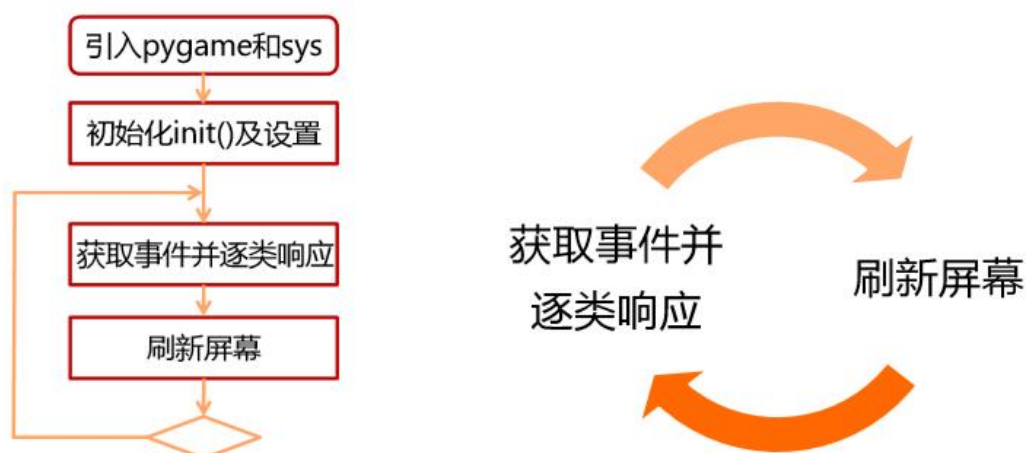 引入pygame和sys
初始化init()及设置
获取事件并逐类响应
刷新屏幕
获取事件并
逐类响应
刷新屏幕